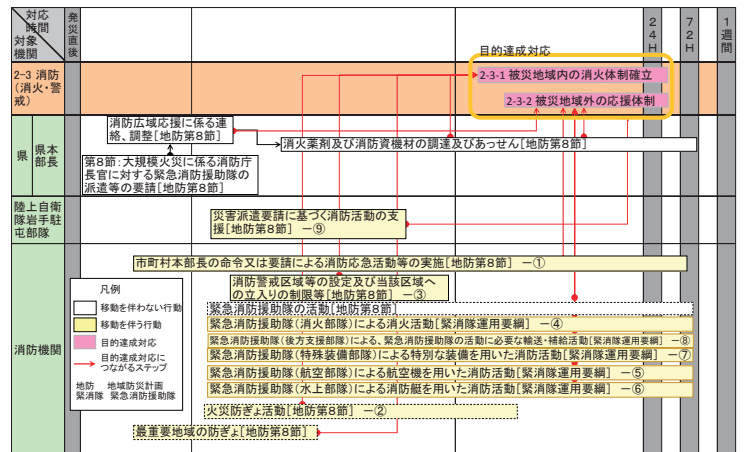 対応
時間
対象
機関
発災直後
24H
72H
1週間
目的達成対応
2-3 消防
(消火・警
戒)
2-3-1 被災地域内の消火体制確立
2-3-2 被災地域外の応援体制
県
県本
部長
消防広域応援に係る連
絡、調整[地防第8節]
消火薬剤及び消防資機材の調達及びあっせん[地防第8節]
第8節:大規模火災に係る消防庁
長官に対する緊急消防援助隊の
派遣等の要請[地防第8節]
陸上自衛
隊岩手駐
屯部隊
災害派遣要請に基づく消防活動の支
援[地防第8節] -⑨
消防機関
市町村本部長の命令又は要請による消防応急活動等の実施[地防第8節] -①
消防警戒区域等の設定及び当該区域へ
の立入りの制限等[地防第8節] -③
緊急消防援助隊の活動[地防第8節]
緊急消防援助隊(消火部隊)による消火活動[緊消隊運用要綱] -④
緊急消防援助隊(後方支援部隊)による、緊急消防援助隊の活動に必要な輸送・補給活動[緊消隊運用要綱] -⑧
緊急消防援助隊(特殊装備部隊)による特別な装備を用いた消防活動[緊消隊運用要綱] -⑦
緊急消防援助隊(航空部隊)による航空機を用いた消防活動[緊消隊運用要綱] -⑤
緊急消防援助隊(水上部隊)による消防艇を用いた消防活動[緊消隊運用要綱] -⑥
火災防ぎょ活動[地防第8節] -②
最重要地域の防ぎょ[地防第8節]
凡例
移動を伴わない行動
移動を伴う行動
目的達成対応
目的達成対応に
つながるステップ
地防 地域防災計画
緊消隊 緊急消防援助隊